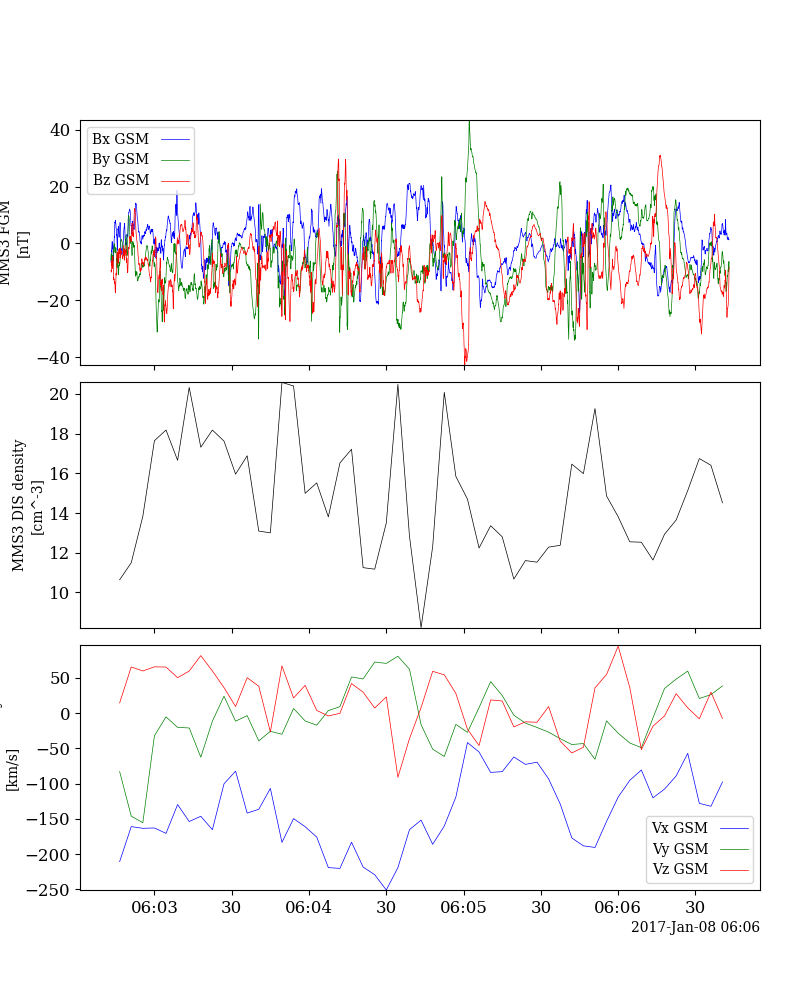 40
20
0
−20
−40
MMS3 FGM
[nT]
Bx GSM
By GSM
Bz GSM
20
18
16
14
12
10
MMS3 DIS density
[cm^-3]
50
0
−50
−100
−150
−200
−250
[km/s]
Vx GSM
Vy GSM
Vz GSM
06:03
30
06:04
30
06:05
30
06:06
30
2017-Jan-08 06:06